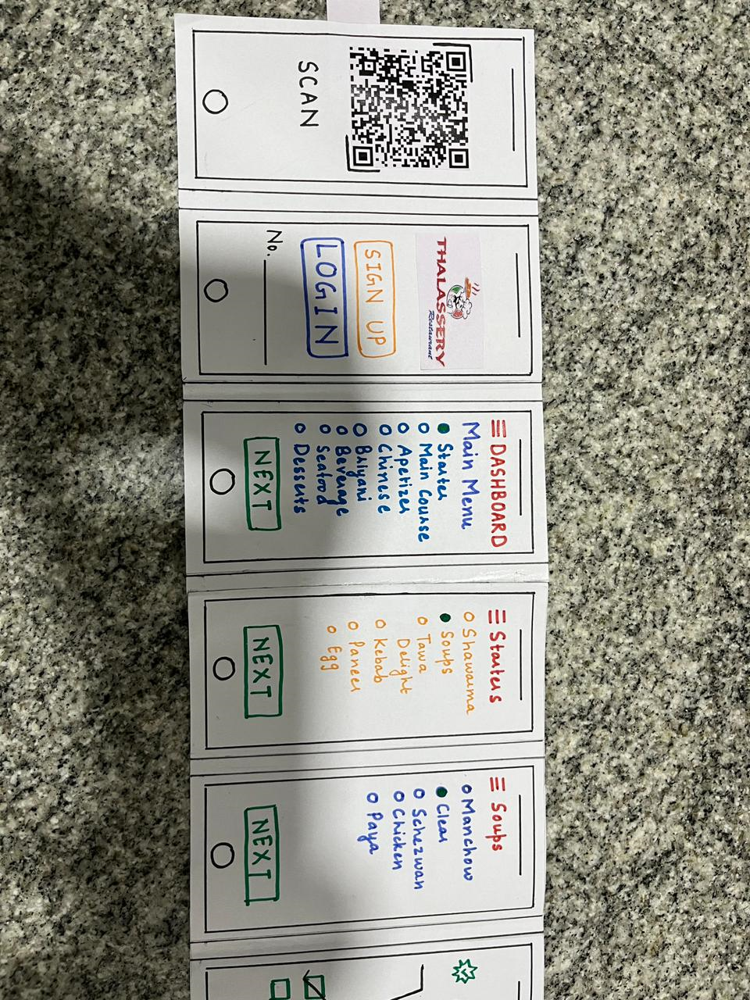 SCAN
THALASSERY
Restaurant
SIGN UP
LOGIN
No.
DASHBOARD
Main Menu
Starter
Main Course
Apetizer
Chinese
Briyani
Beverage
Seafood
Desserts
NEXT
Starters
Shawarma
Soups
Tawa
Delight
Kebab
Paneer
Egg
NEXT
Soups
Manchow
Clear
Schezwan
Chicken
Paya
NEXT